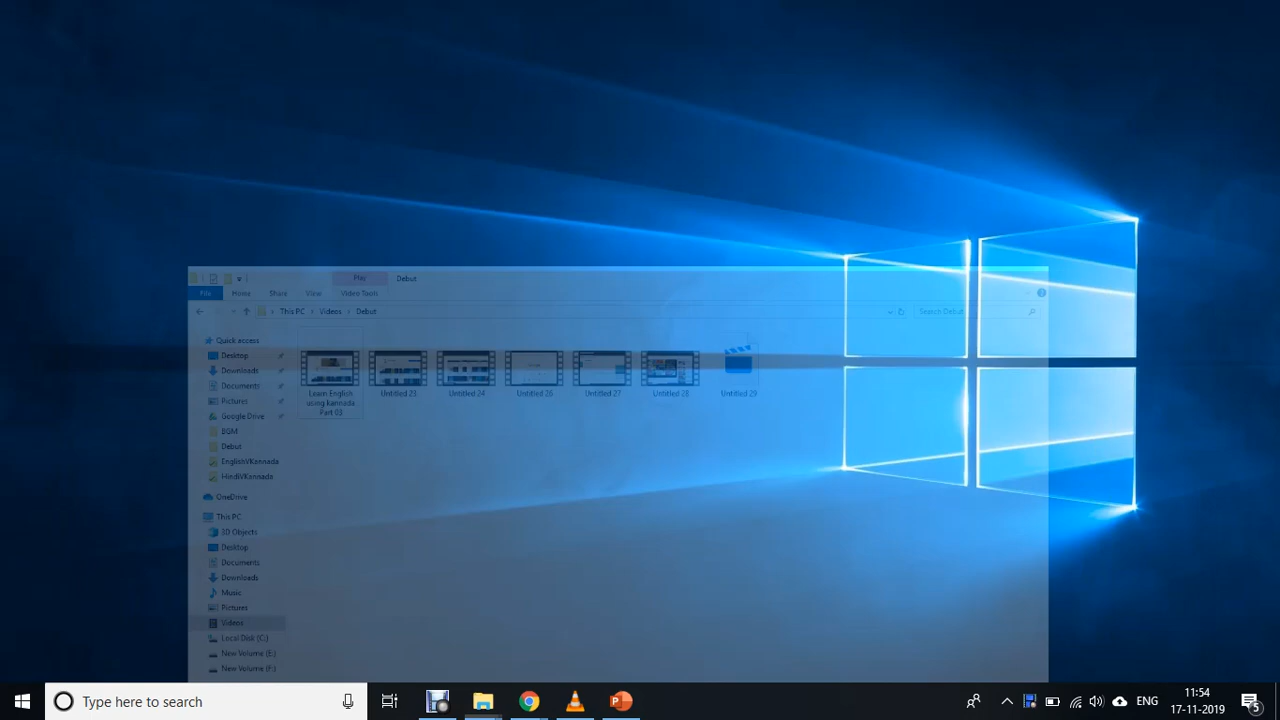 Play
Debut
File
Home
Share
View
Video Tools
This PC
Videos
Debut
Search Debut
Quick access
Desktop
Downloads
Documents
Pictures
Google Drive
BGM
Debut
EnglishVKannada
HindiVKannada
OneDrive
This PC
3D Objects
Desktop
Documents
Downloads
Music
Pictures
Videos
Local Disk (C:)
New Volume (E:)
New Volume (F:)
Learn English
using kannada
Part 03
Untitled 23
Untitled 24
Untitled 26
Untitled 27
Untitled 28
Untitled 29
Type here to search
ENG
11:54
17-11-2019
5